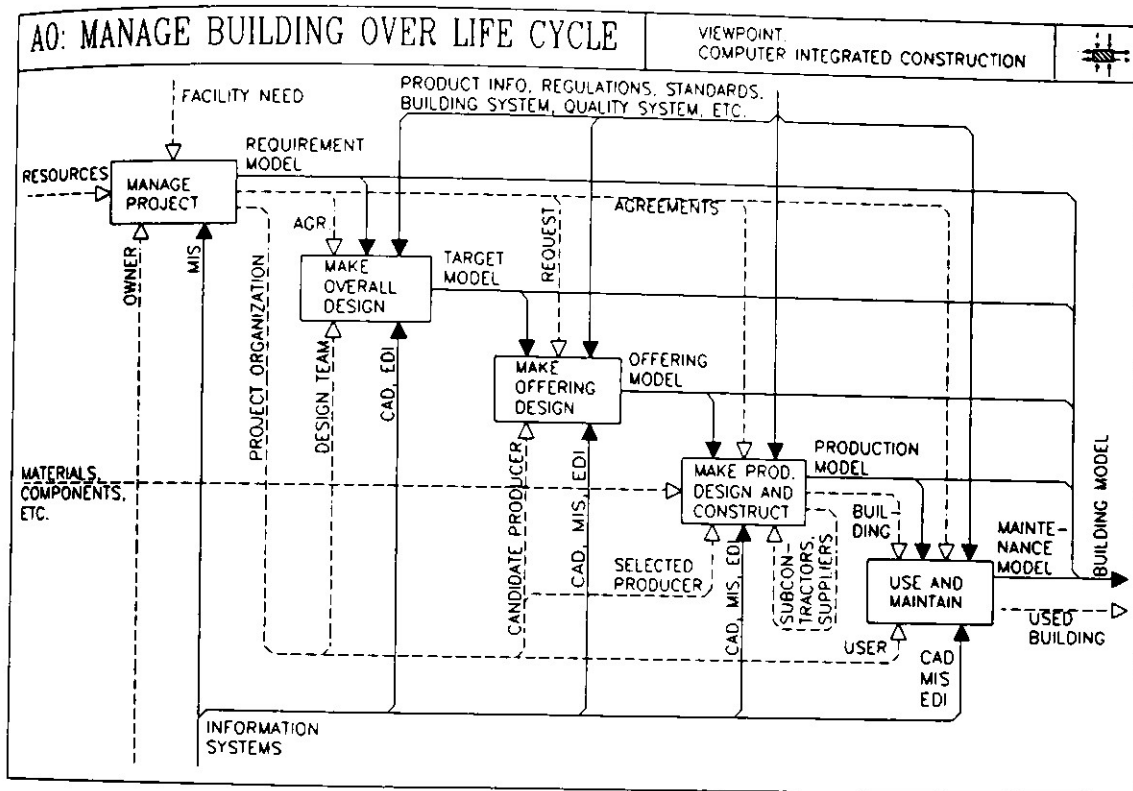 A0: MANAGE BUILDING OVER LIFE CYCLE
VIEWPOINT.
COMPUTER INTEGRATED CONSTRUCTION
FACILITY NEED
PRODUCT INFO, REGULATIONS, STANDARDS,
BUILDING SYSTEM, QUALITY SYSTEM, ETC.
RESOURCES
MANAGE
PROJECT
REQUIREMENT
MODEL
AGREEMENTS
AGR.
REQUEST
OWNER
MIS
PROJECT ORGANIZATION
MAKE
OVERALL
DESIGN
TARGET
MODEL
DESIGN TEAM
CAD, EDI
MAKE
OFFERING
DESIGN
OFFERING
MODEL
MATERIALS,
COMPONENTS,
ETC.
CANDIDATE PRODUCER
CAD, MIS, EDI
MAKE PROD.
DESIGN AND
CONSTRUCT
PRODUCTION
MODEL
BUIL-
DING
SELECTED
PRODUCER
CAD, MIS, EDI
SUBCON-
TRACTORS,
SUPPLIERS
USE AND
MAINTAIN
MAINTE-
NANCE
MODEL
BUILDING MODEL
USED
BUILDING
USER
CAD
MIS
EDI
INFORMATION
SYSTEMS